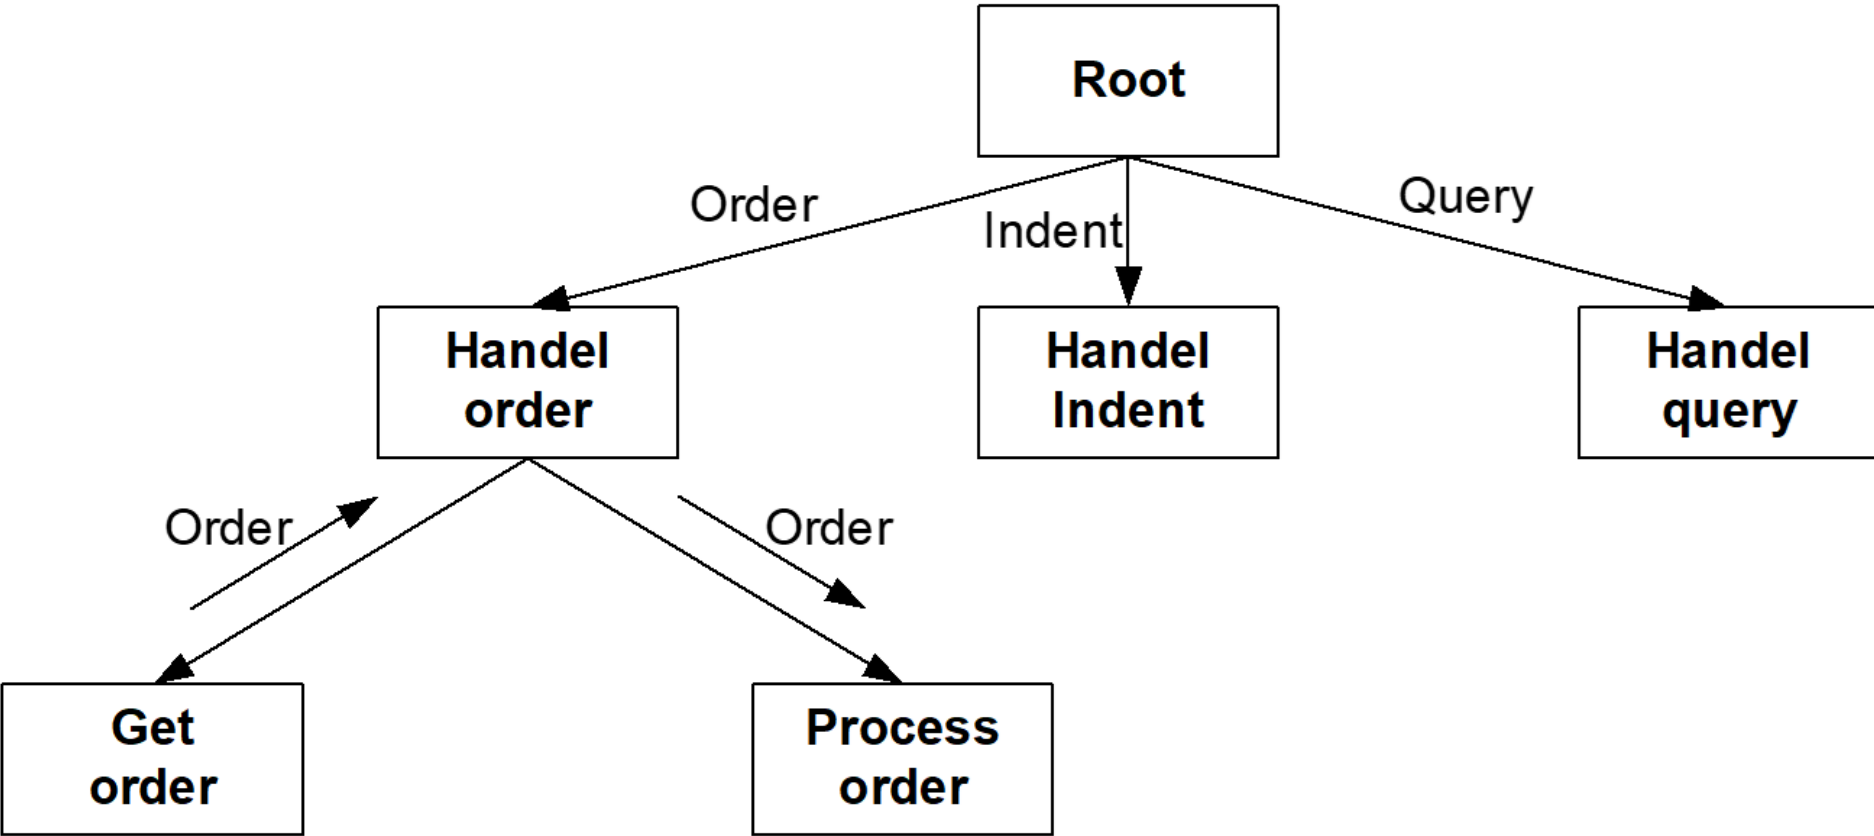 Root
Order
Indent
Query
Handel
order
Handel
Indent
Handel
query
Order
Order
Get
order
Process
order